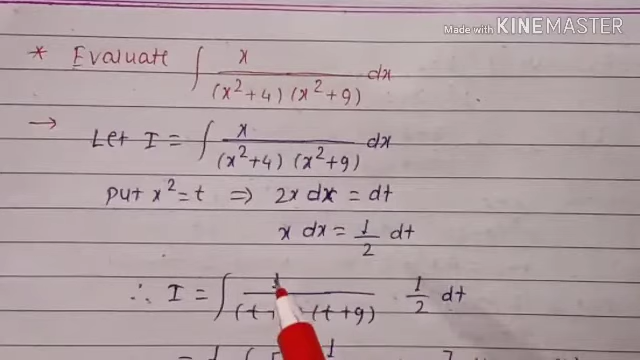 Made with KINEMASTER
* Evaluate ∫ x / (x²+4) (x²+9) dx
→ Let I = ∫ x / (x²+4) (x²+9) dx
put x² = t ⇒ 2x dx = dt
x dx = 1/2 dt
∴ I = ∫ 1 / (t (t+9) 1/2 dt